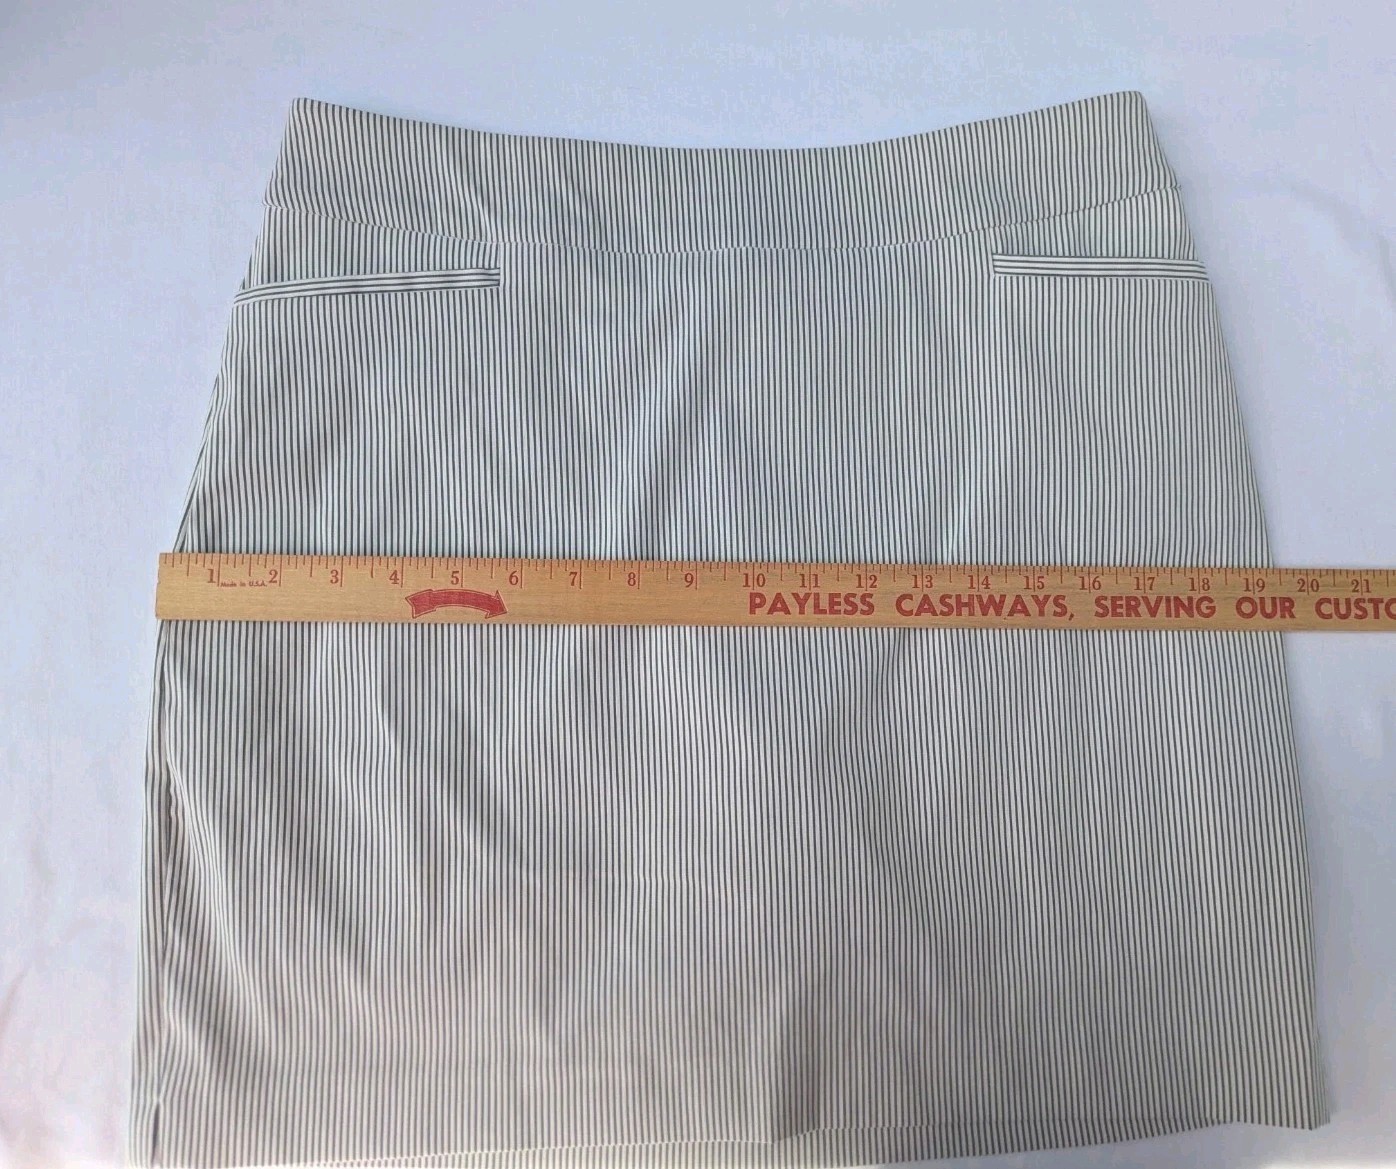 1 2 3 4 5 6 7 8 9 10 11 12 13 14 15 16 17 18 19 20 21
Made in U.S.A.
PAYLESS CASHWAYS, SERVING OUR CUSTO